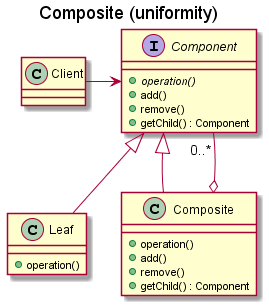 Composite (uniformity)
I Component
C Client
operation()
add()
remove()
getChild() : Component
0..*
C Leaf
operation()
C Composite
operation()
add()
remove()
getChild() : Component